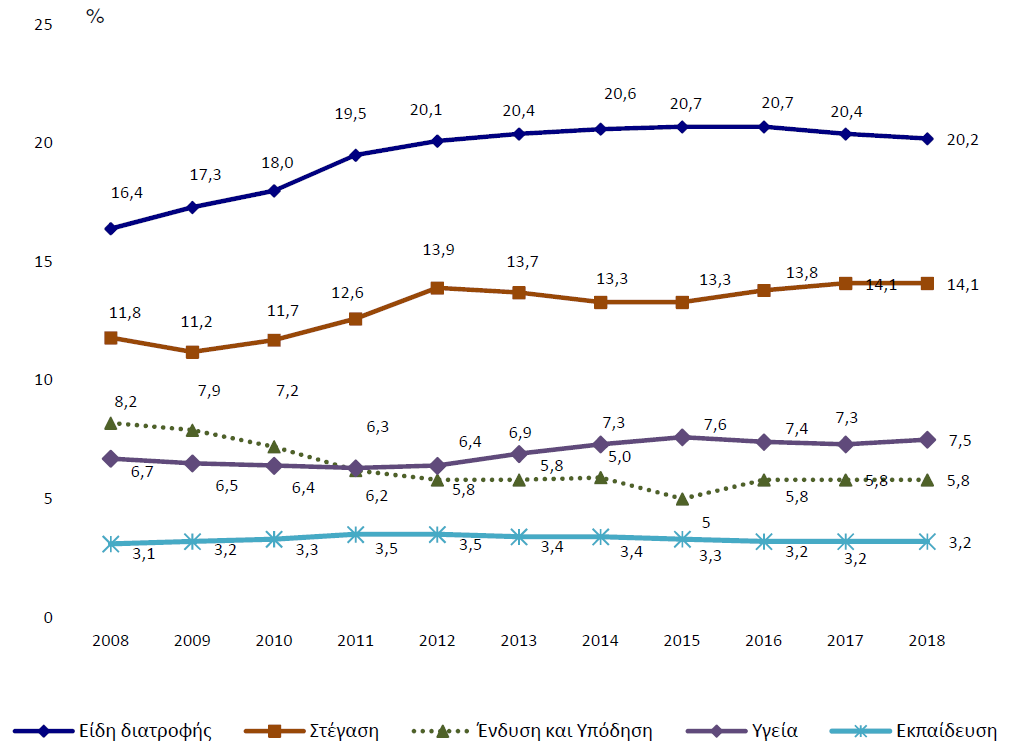 %
25
20
15
10
5
0
16,4 17,3 18,0 19,5 20,1 20,4 20,6 20,7 20,7 20,4 20,2
11,8 11,2 11,7 12,6 13,9 13,7 13,3 13,3 13,8 14,1 14,1
8,2 7,9 7,2 6,2 5,8 5,8 5,0 5 5,8 5,8 5,8
6,7 6,5 6,4 6,3 6,4 6,9 7,3 7,6 7,4 7,3 7,5
3,1 3,2 3,3 3,5 3,5 3,4 3,4 3,3 3,2 3,2 3,2
2008 2009 2010 2011 2012 2013 2014 2015 2016 2017 2018
Είδη διατροφής Στέγαση Ένδυση και Υπόδηση Υγεία Εκπαίδευση